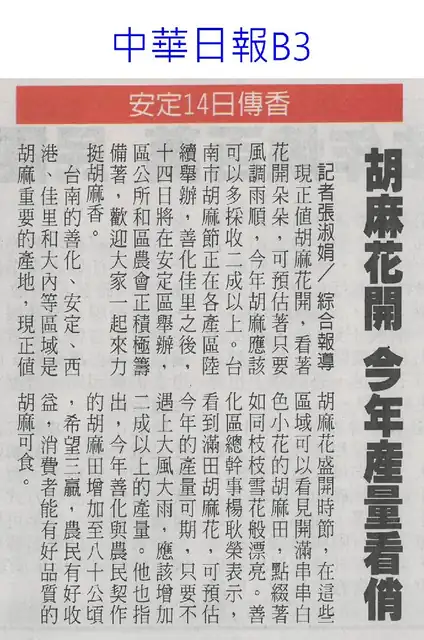 中華日報B3
安定14日傳香
胡麻花開 今年產量看俏
記者張淑娟／綜合報導
現正值胡麻花開，看著
花開朵朵，可預估著只要
風調雨順，今年胡麻應該
可以多採收二成以上。台
南市胡麻節正在各產區陸
續舉辦，善化佳里之後，
十四日將在安定區舉辦，
區公所和區農會正積極籌
備著，歡迎大家一起來力
挺胡麻香。
台南的善化、安定、西
港、佳里和大內等區域是
胡麻重要的產地，現正值
胡麻花盛開時節，在這些
區域可以看見開滿串串白
色小花的胡麻田，點綴著
如同枝枝雪花般漂亮。善
化區總幹事楊耿榮表示，
看到滿田胡麻花，可預估
今年的產量可期，只要不
遇上大風大雨，應該增加
二成以上的產量。他也指
出，今年善化與農民契作
的胡麻田增加至八十公頃
，希望三贏，農民有好收
益，消費者能有好品質的
胡麻可食。